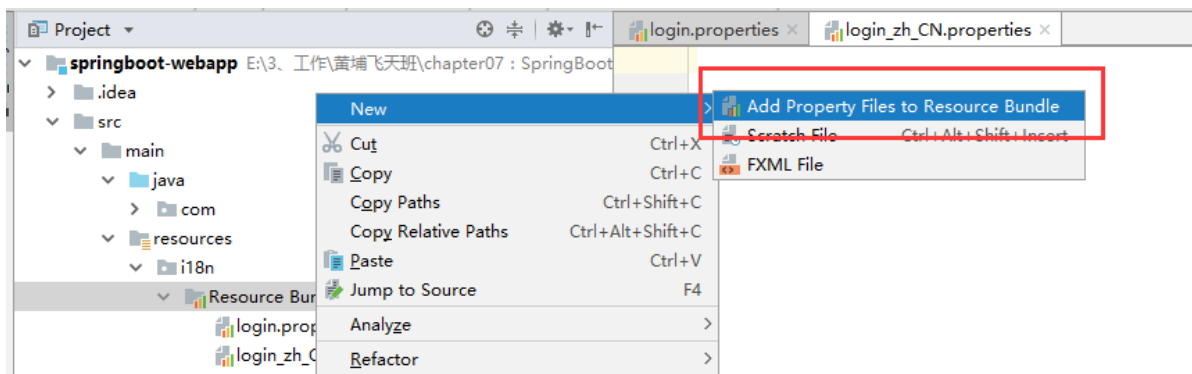 Project
login.properties
login_zh_CN.properties
springboot-webapp E:\3、工作\黄埔飞天班\chapter07：SpringBoot
.idea
src
main
java
com
resources
i18n
Resource Bur
login.prop
login_zh_C
New
Cut Ctrl+X
Copy Ctrl+C
Copy Paths Ctrl+Shift+C
Copy Relative Paths Ctrl+Alt+Shift+C
Paste Ctrl+V
Jump to Source F4
Analyze
Refactor
Add Property Files to Resource Bundle
Scratch File Ctrl+Alt+Shift+Insert
FXML File